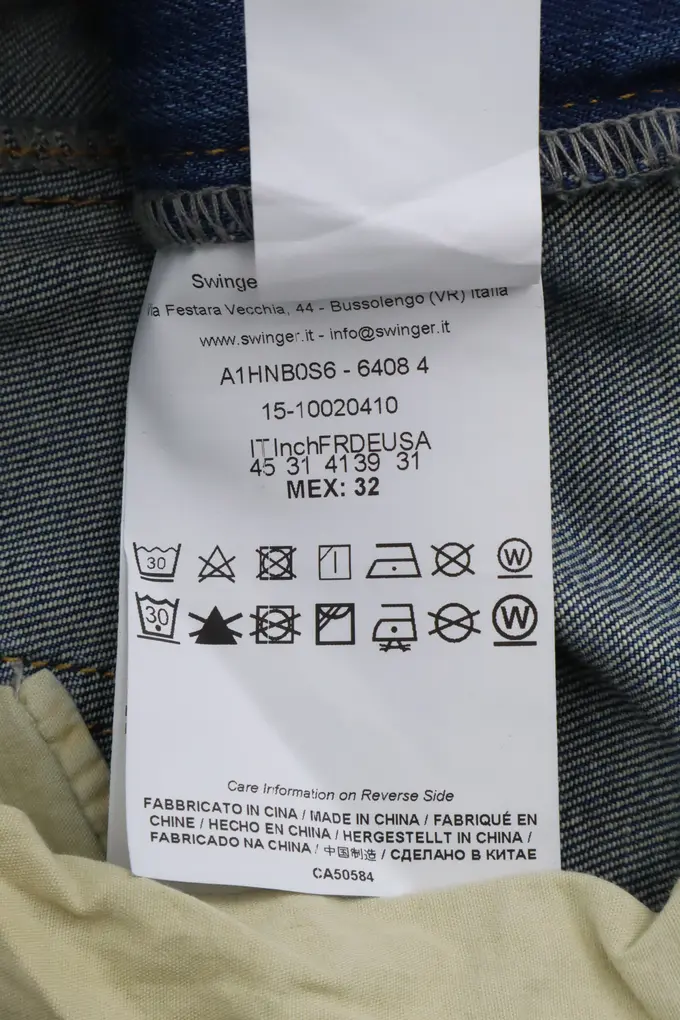 Swinge
Via Festara Vecchia, 44 - Bussolengo (VR) Italia
www.swinger.it - info@swinger.it
A1HNB0S6 - 6408 4
15-10020410
ITInchFRDEUSA
45 31 4139 31
MEX: 32
30
W
30
W
Care Information on Reverse Side
FABBRICATO IN CINA / MADE IN CHINA / FABRIQUÉ EN
CHINE / HECHO EN CHINA / HERGESTELLT IN CHINA /
FABRICADO NA CHINA / 中国制造 / СДЕЛАНО В КИТАЕ
CA50584